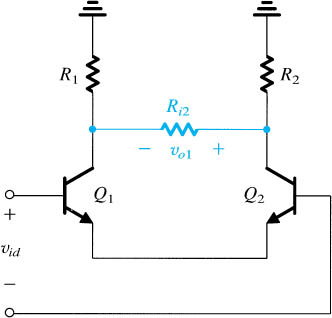 R1 R2
Ri2
− vo1 +
Q1 Q2
+
vid
−